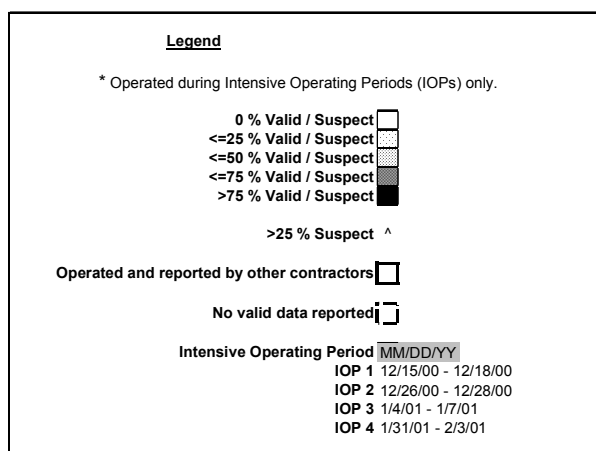 Legend
* Operated during Intensive Operating Periods (IOPs) only.
0 % Valid / Suspect
<=25 % Valid / Suspect
<=50 % Valid / Suspect
<=75 % Valid / Suspect
>75 % Valid / Suspect
>25 % Suspect ^
Operated and reported by other contractors
No valid data reported
Intensive Operating Period MM/DD/YY
IOP 1 12/15/00 - 12/18/00
IOP 2 12/26/00 - 12/28/00
IOP 3 1/4/01 - 1/7/01
IOP 4 1/31/01 - 2/3/01